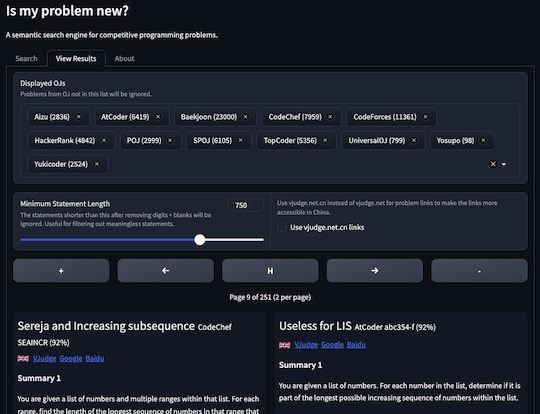 Is my problem new?
A semantic search engine for competitive programming problems.
Search View Results About
Displayed OJs
Problems from OJ not in this list will be ignored.
Aizu (2836) × AtCoder (6419) × Baekjoon (23000) × CodeChef (7959) × CodeForces (11361) ×
HackerRank (4842) × POJ (2999) × SPOJ (6105) × TopCoder (5356) × UniversalOJ (799) × Yosupo (98) ×
Yukicoder (2524) × ×
Minimum Statement Length 750
The statements shorter than this after removing digits + blanks will be
ignored. Useful for filtering out meaningless statements.
Use vjudge.net.cn instead of vjudge.net for problem links to make the links more
accessible in China.
Use vjudge.net.cn links
+ ← H → -
Page 9 of 251 (2 per page)
Sereja and Increasing subsequence CodeChef
SEAINCR (92%)
VJudge Google Baidu
Summary 1
You are given a list of numbers and multiple ranges within that list. For each
range, find the length of the longest sequence of numbers in that range that
Useless for LIS AtCoder abc354-f (92%)
VJudge Google Baidu
Summary 1
You are given a list of numbers. For each number in the list, determine if it is
part of the longest possible increasing sequence of numbers within the list.